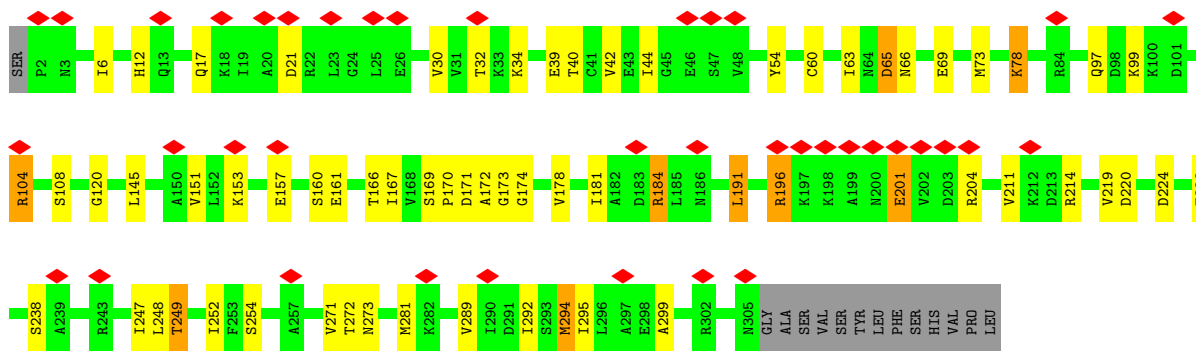 SER P2 N3 I6 H12 Q13 Q17 K18 I19 A20 D21 R22 L23 G24 L25 E26 V30 V31 T32 K33 K34 E39 T40 C41 V42 E43 I44 G45 E46 S47 V48 Y54 C60 I63 N64 D65 N66 E69 M73 K78 R84 Q97 D98 K99 K100 D101
R104 S108 G120 L145 A150 V151 L152 K153 E157 S160 E161 T166 I167 V168 S169 P170 D171 A172 G173 G174 V178 I181 A182 D183 R184 L185 N186 L191 R196 K197 K198 A199 N200 E201 V202 D203 R204 V211 K212 D213 R214 V219 D220 D224
S238 A239 R243 I247 L248 T249 I252 F253 S254 A257 V271 T272 N273 M281 K282 V289 I290 D291 I292 S293 M294 I295 L296 A297 E298 A299 R302 N305 GLY ALA SER VAL SER TYR LEU PHE SER HIS VAL PRO LEU